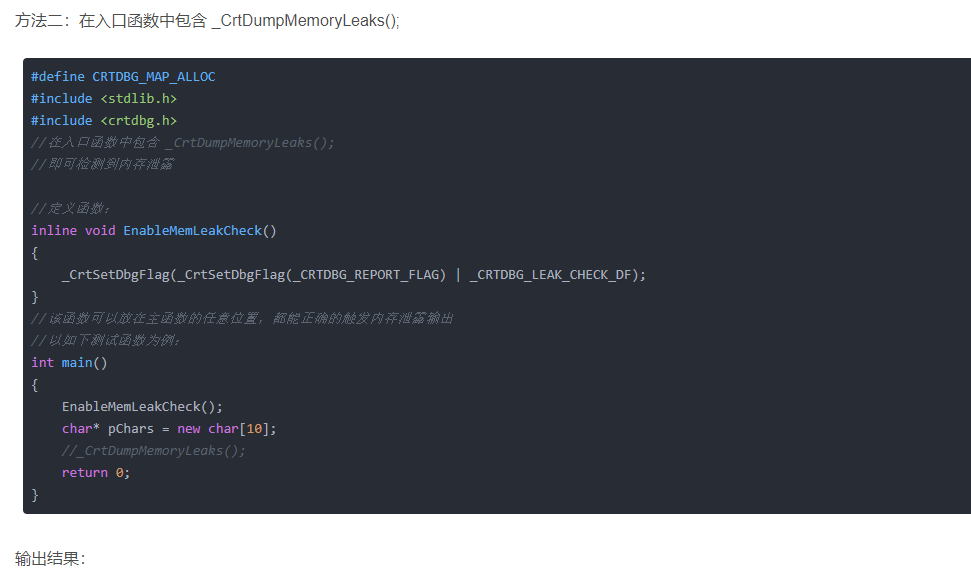 方法二：在入口函数中包含 _CrtDumpMemoryLeaks();
#define CRTDBG_MAP_ALLOC
#include <stdlib.h>
#include <crtdbg.h>
//在入口函数中包含 _CrtDumpMemoryLeaks();
//即可检测到内存泄露
//定义函数：
inline void EnableMemLeakCheck()
{
    _CrtSetDbgFlag(_CrtSetDbgFlag(_CRTDBG_REPORT_FLAG) | _CRTDBG_LEAK_CHECK_DF);
}
//该函数可以放在主函数的任意位置，都能正确的触发内存泄露输出
//以如下测试函数为例：
int main()
{
    EnableMemLeakCheck();
    char* pChars = new char[10];
    //_CrtDumpMemoryLeaks();
    return 0;
}
输出结果：